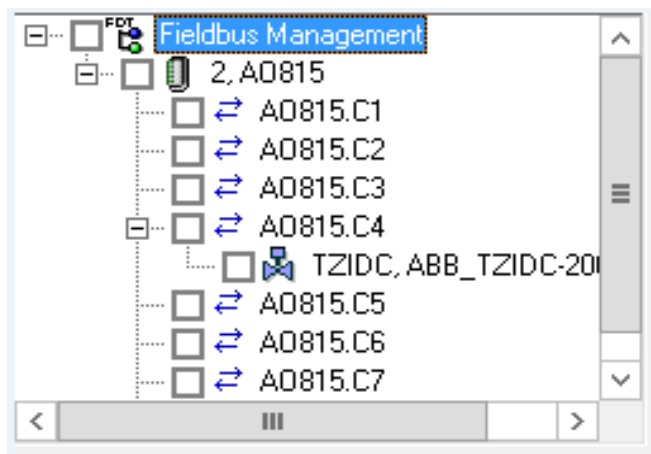 FDT Fieldbus Management
2, AO815
AO815.C1
AO815.C2
AO815.C3
AO815.C4
TZIDC, ABB_TZIDC-20
AO815.C5
AO815.C6
AO815.C7